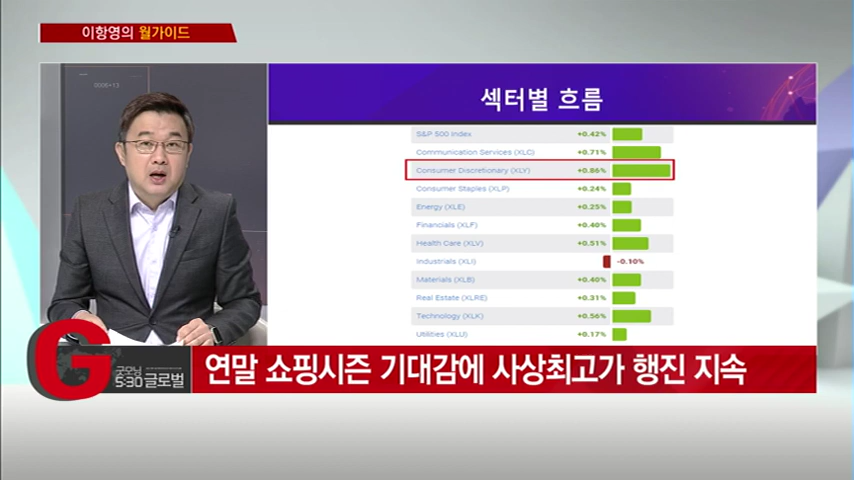 이항영의 월가이드
0006+13
섹터별 흐름
S&P 500 Index +0.42%
Communication Services (XLC) +0.71%
Consumer Discretionary (XLY) +0.86%
Consumer Staples (XLP) +0.24%
Energy (XLE) +0.25%
Financials (XLF) +0.40%
Health Care (XLV) +0.51%
Industrials (XLI) -0.10%
Materials (XLB) +0.40%
Real Estate (XLRE) +0.31%
Technology (XLK) +0.56%
Utilities (XLU) +0.17%
G
굿모닝
5:30 글로벌
연말 쇼핑시즌 기대감에 사상최고가 행진 지속